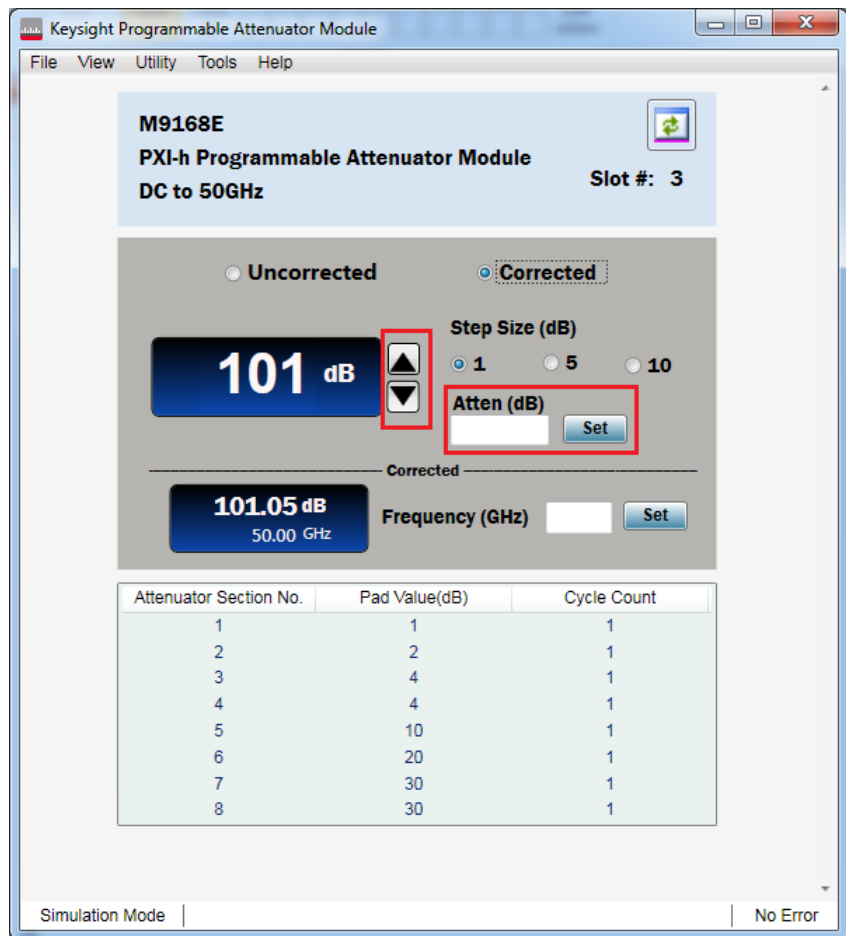 Keysight Programmable Attenuator Module
File View Utility Tools Help
M9168E
PXI-h Programmable Attenuator Module
DC to 50GHz
Slot #: 3
Uncorrected Corrected
Step Size (dB)
101 dB
1 5 10
Atten (dB)
Set
Corrected
101.05 dB
50.00 GHz
Frequency (GHz) Set
Attenuator Section No. Pad Value(dB) Cycle Count
1 1 1
2 2 1
3 4 1
4 4 1
5 10 1
6 20 1
7 30 1
8 30 1
Simulation Mode No Error